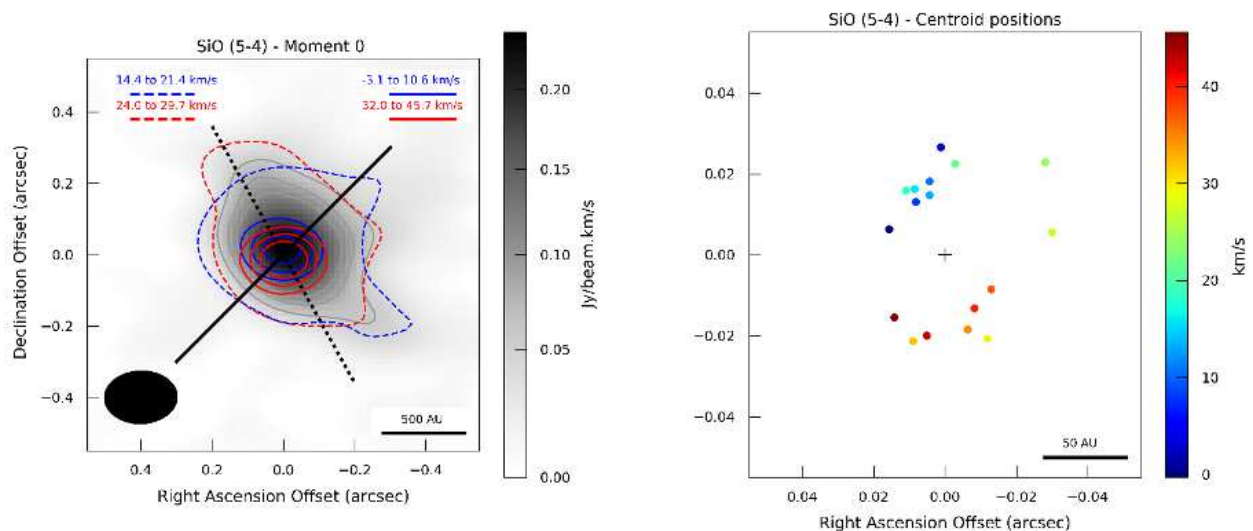 SiO (5-4) - Moment 0
14.4 to 21.4 km/s
-3.1 to 10.6 km/s
24.0 to 29.7 km/s
32.0 to 45.7 km/s
0.4
0.2
0.0
−0.2
−0.4
Declination Offset (arcsec)
500 AU
0.4
0.2
0.0
−0.2
−0.4
Right Ascension Offset (arcsec)
0.20
0.15
0.10
0.05
0.00
Jy/beam.km/s
SiO (5-4) - Centroid positions
0.04
0.02
0.00
−0.02
−0.04
50 AU
0.04
0.02
0.00
−0.02
−0.04
Right Ascension Offset (arcsec)
40
30
20
10
0
km/s